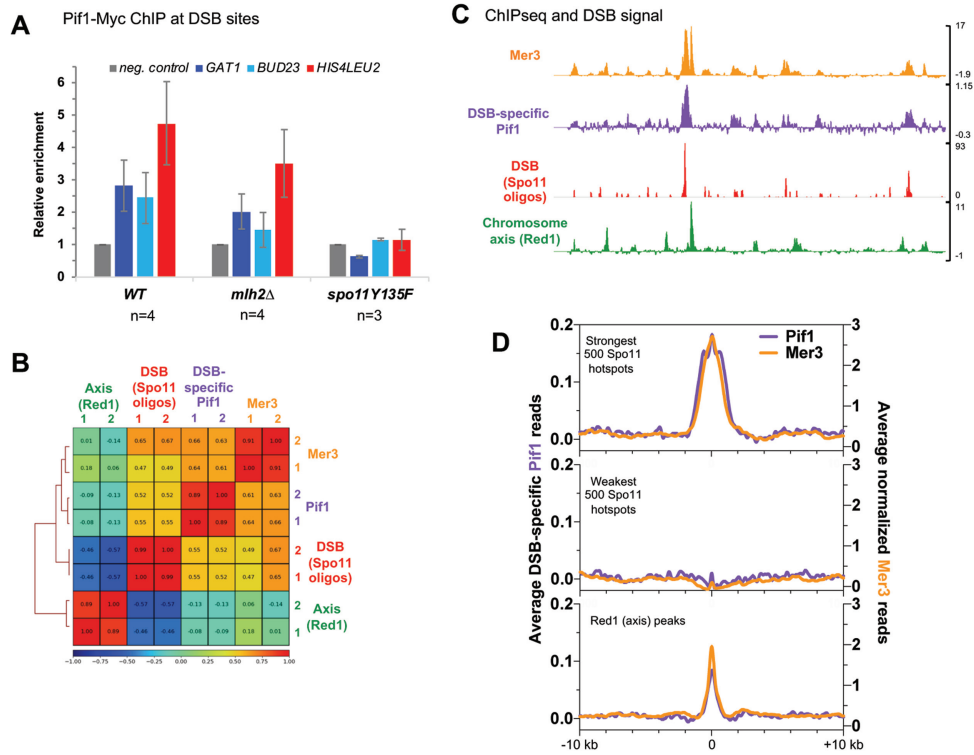 A
Pif1-Myc ChIP at DSB sites
neg. control GAT1 BUD23 HIS4LEU2
Relative enrichment
6
5
4
3
2
1
0
WT mlh2Δ spo11Y135F
n=4 n=4 n=3
B
Axis (Red1)
DSB (Spo11 oligos)
DSB-specific Pif1
Mer3
1 2 1 2 1 2 1 2
0.01 -0.14 0.65 0.67 0.66 0.63 0.91 1.00 2
0.18 0.06 0.47 0.49 0.64 0.61 1.00 0.91 1
Mer3
-0.09 -0.13 0.52 0.52 0.89 1.00 0.61 0.63 2
-0.08 -0.13 0.55 0.55 1.00 0.89 0.64 0.66 1
Pif1
-0.46 -0.57 0.99 1.00 0.55 0.52 0.49 0.67 2
-0.46 -0.57 1.00 0.99 0.55 0.52 0.47 0.65 1
DSB
(Spo11
oligos)
0.89 1.00 -0.57 -0.57 -0.13 -0.13 0.06 -0.14 2
1.00 0.89 -0.46 -0.46 -0.08 -0.09 0.18 0.01 1
Axis
(Red1)
-1.00 -0.75 -0.50 -0.25 0.00 0.25 0.50 0.75 1.00
C
ChIPseq and DSB signal
Mer3
17
-1.9
DSB-specific
Pif1
1.15
-0.3
DSB
(Spo11
oligos)
93
0
Chromosome
axis (Red1)
11
-1
D
Average DSB-specific Pif1 reads
Average normalized Mer3 reads
Strongest
500 Spo11
hotspots
Pif1
Mer3
0.2
0.1
0.0
3
2
1
0
Weakest
500 Spo11
hotspots
0.2
0.1
0.0
3
2
1
0
Red1 (axis) peaks
0.2
0.1
0.0
3
2
1
0
-10 kb 0 +10 kb